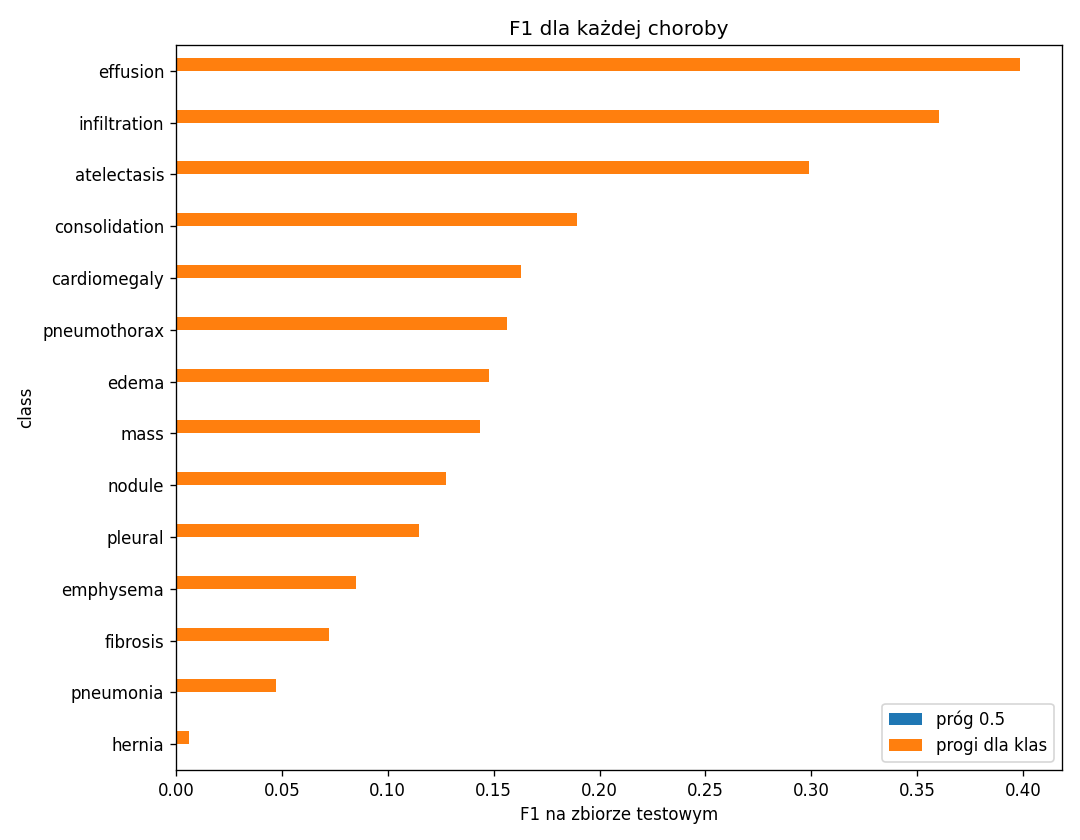 F1 dla każdej choroby
class
effusion
infiltration
atelectasis
consolidation
cardiomegaly
pneumothorax
edema
mass
nodule
pleural
emphysema
fibrosis
pneumonia
hernia
próg 0.5
progi dla klas
0.00 0.05 0.10 0.15 0.20 0.25 0.30 0.35 0.40
F1 na zbiorze testowym